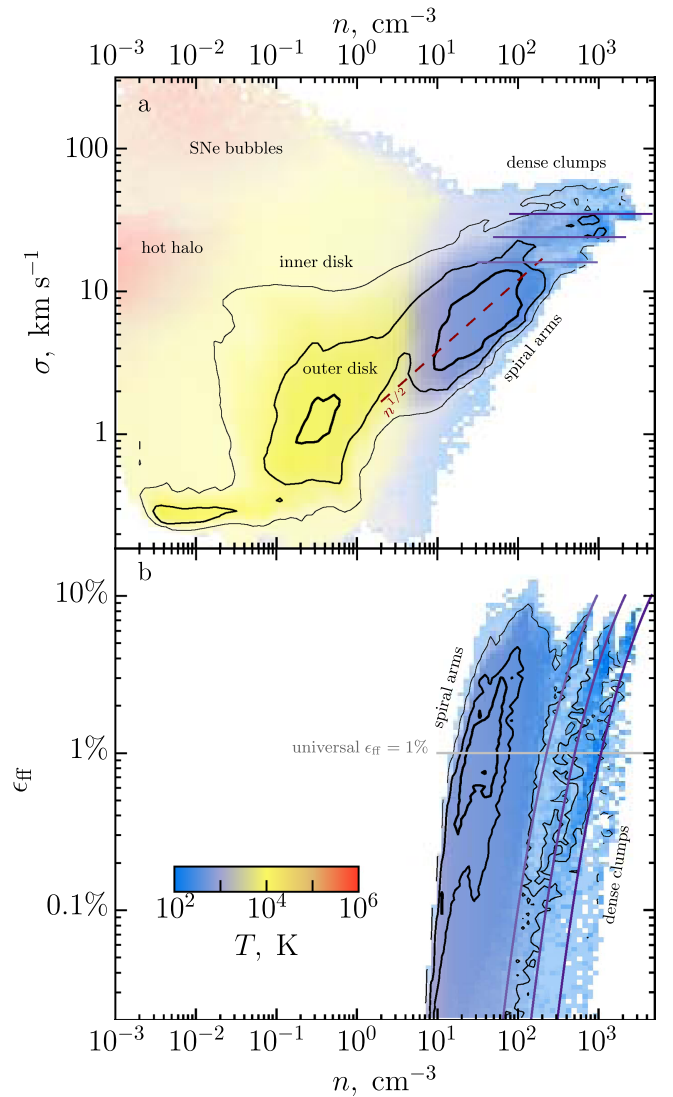 n, cm⁻³
10⁻³ 10⁻² 10⁻¹ 10⁰ 10¹ 10² 10³
a
SNe bubbles
dense clumps
hot halo
inner disk
outer disk
spiral arms
n^{1/2}
100
10
1
σ, km s⁻¹
b
10%
1%
0.1%
ϵ_ff
spiral arms
universal ϵ_ff = 1%
dense clumps
10² 10⁴ 10⁶
T, K
10⁻³ 10⁻² 10⁻¹ 10⁰ 10¹ 10² 10³
n, cm⁻³